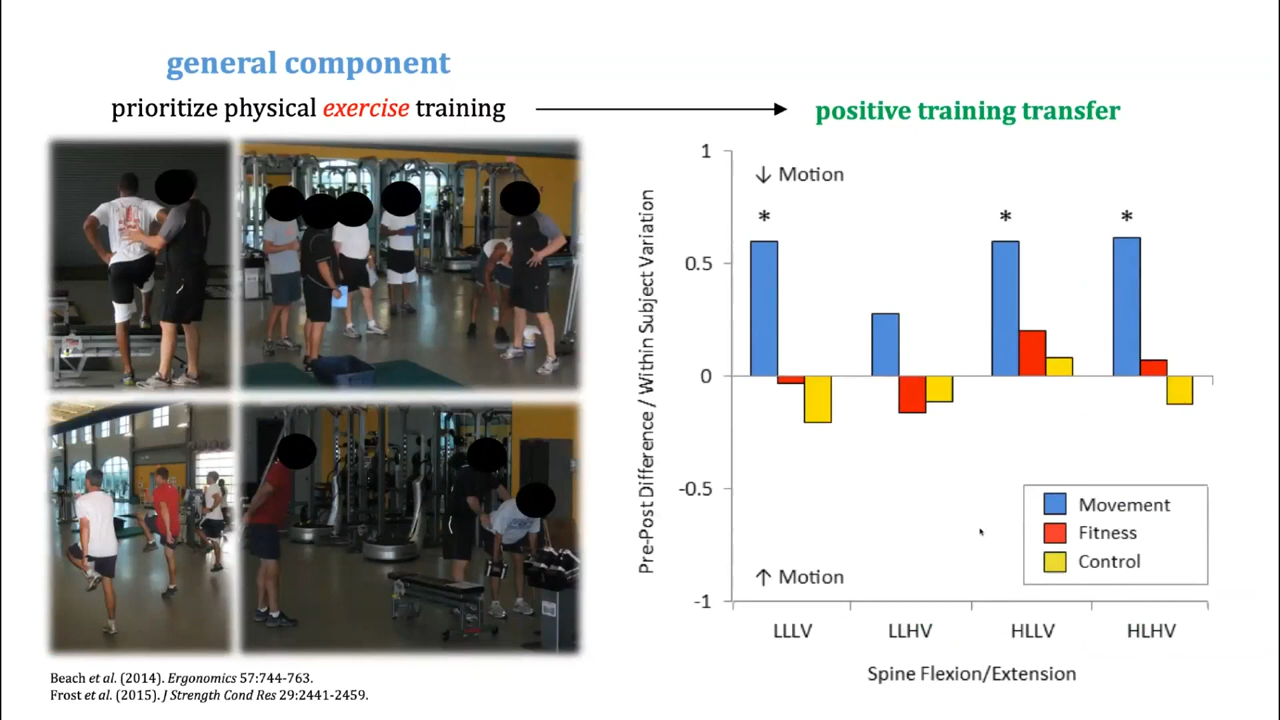 general component
prioritize physical exercise training
positive training transfer
1
↓ Motion
* * *
0.5
0
-0.5
-1
Pre-Post Difference / Within Subject Variation
Movement
Fitness
Control
↑ Motion
LLLV LLHV HLLV HLHV
Spine Flexion/Extension
Beach et al. (2014). Ergonomics 57:744-763.
Frost et al. (2015). J Strength Cond Res 29:2441-2459.